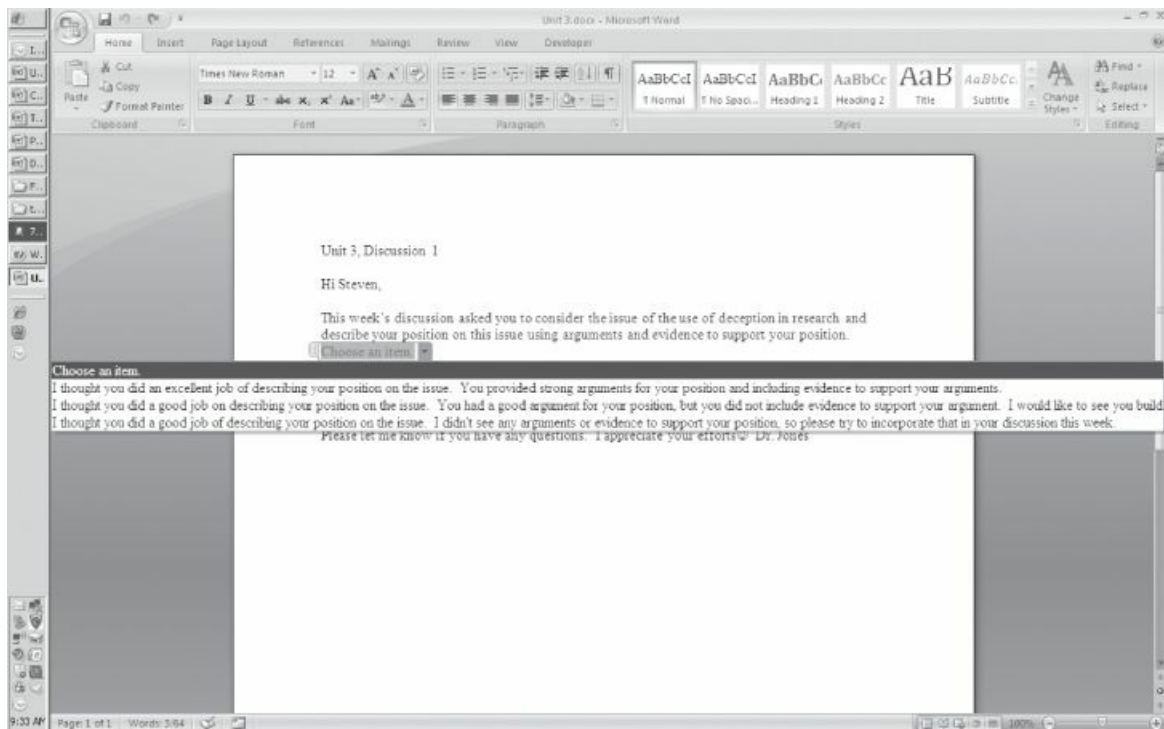 Unit 3.docx - Microsoft Word
Home Insert Page Layout References Mailings Review View Developer
Cut
Copy
Paste
Format Painter
Times New Roman 12
AaBbCcI AaBbCcI AaBbC AaBbCc AaB AaBbCc.
¶ Normal ¶ No Spaci... Heading 1 Heading 2 Title Subtitle
Change Styles
Find
Replace
Select
Clipboard Font Paragraph Styles Editing
I..
U..
C..
T..
P..
D..
F..
t...
7..
W..
U..
Unit 3, Discussion 1
Hi Steven,
This week's discussion asked you to consider the issue of the use of deception in research and
describe your position on this issue using arguments and evidence to support your position.
Choose an item.
Choose an item.
I thought you did an excellent job of describing your position on the issue. You provided strong arguments for your position and including evidence to support your arguments.
I thought you did a good job on describing your position on the issue. You had a good argument for your position, but you did not include evidence to support your argument. I would like to see you build
I thought you did a good job of describing your position on the issue. I didn't see any arguments or evidence to support your position, so please try to incorporate that in your discussion this week.
Please let me know if you have any questions. I appreciate your efforts☺ Dr. Jones
9:33 AM
Page: 1 of 1 Words: 3/64 100%